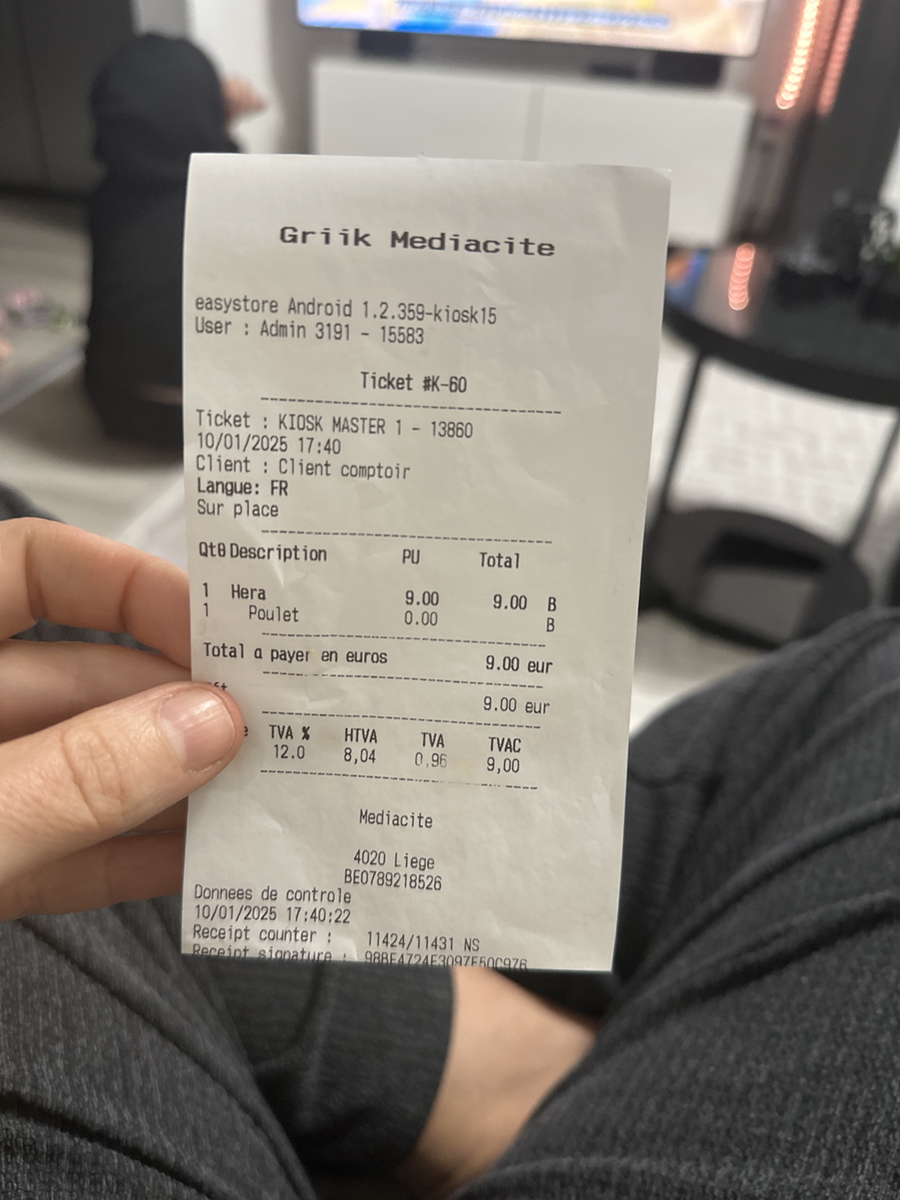 Griik Mediacite
easystore Android 1.2.359-kiosk15
User : Admin 3191 - 15583
Ticket #K-60
Ticket : KIOSK MASTER 1 - 13860
10/01/2025 17:40
Client : Client comptoir
Langue: FR
Sur place
Qt0 Description PU Total
1 Hera 9.00 9.00 B
1 Poulet 0.00 B
Total a payer en euros 9.00 eur
9.00 eur
TVA % HTVA TVA TVAC
12.0 8,04 0,96 9,00
Mediacite
4020 Liege
BE0789218526
Donnees de controle
10/01/2025 17:40:22
Receipt counter : 11424/11431 NS
Receipt signature :